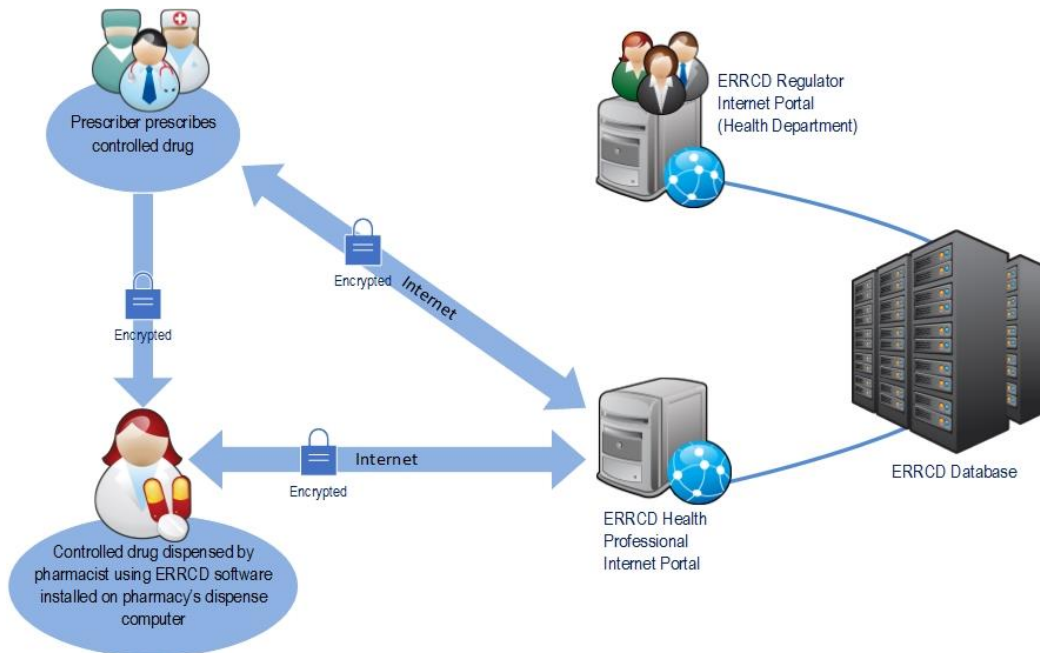 Prescriber prescribes
controlled drug
ERRCD Regulator
Internet Portal
(Health Department)
Encrypted
Internet
Encrypted
Internet
Encrypted
ERRCD Database
ERRCD Health
Professional
Internet Portal
Controlled drug dispensed by
pharmacist using ERRCD software
installed on pharmacy's dispense
computer